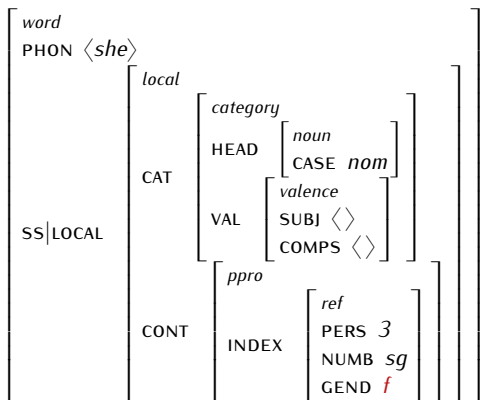 word
PHON ⟨she⟩
local
category
HEAD noun
CASE nom
CAT
valence
VAL SUBJ ⟨⟩
COMPS ⟨⟩
SS|LOCAL
ppro
ref
CONT PERS 3
INDEX NUMB sg
GEND f